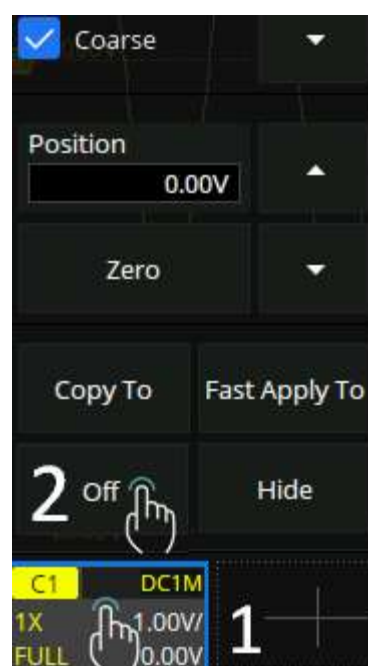 Coarse
Position
0.00V
Zero
Copy To Fast Apply To
2 Off Hide
C1 DC1M
1X 1.00V/
FULL 0.00V
1